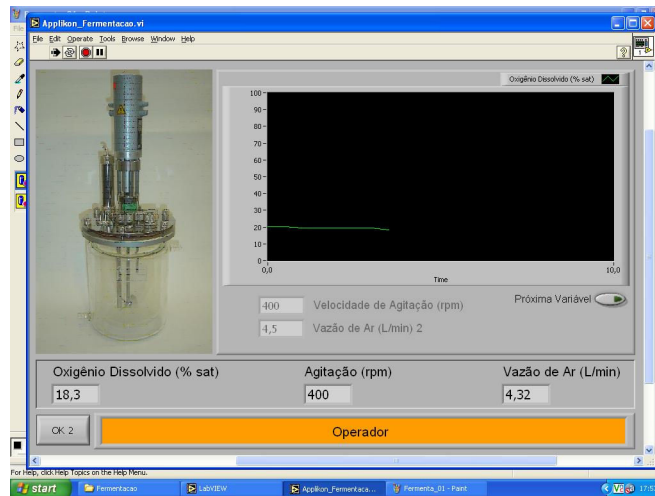 Applikon_Fermentacao.vi
File Edit Operate Tools Browse Window Help
Oxigênio Dissolvido (% sat)
100
90
80
70
60
50
40
30
20
10
0
0,0
10,0
Time
400 Velocidade de Agitação (rpm)
Próxima Variável
4,5 Vazão de Ar (L/min) 2
Oxigênio Dissolvido (% sat) Agitação (rpm) Vazão de Ar (L/min)
18,3 400 4,32
OK 2 Operador
For Help, click Help Topics on the Help Menu.
start Fermentacao LabVIEW Applikon_Fermentaca... Fermenta_01 - Paint